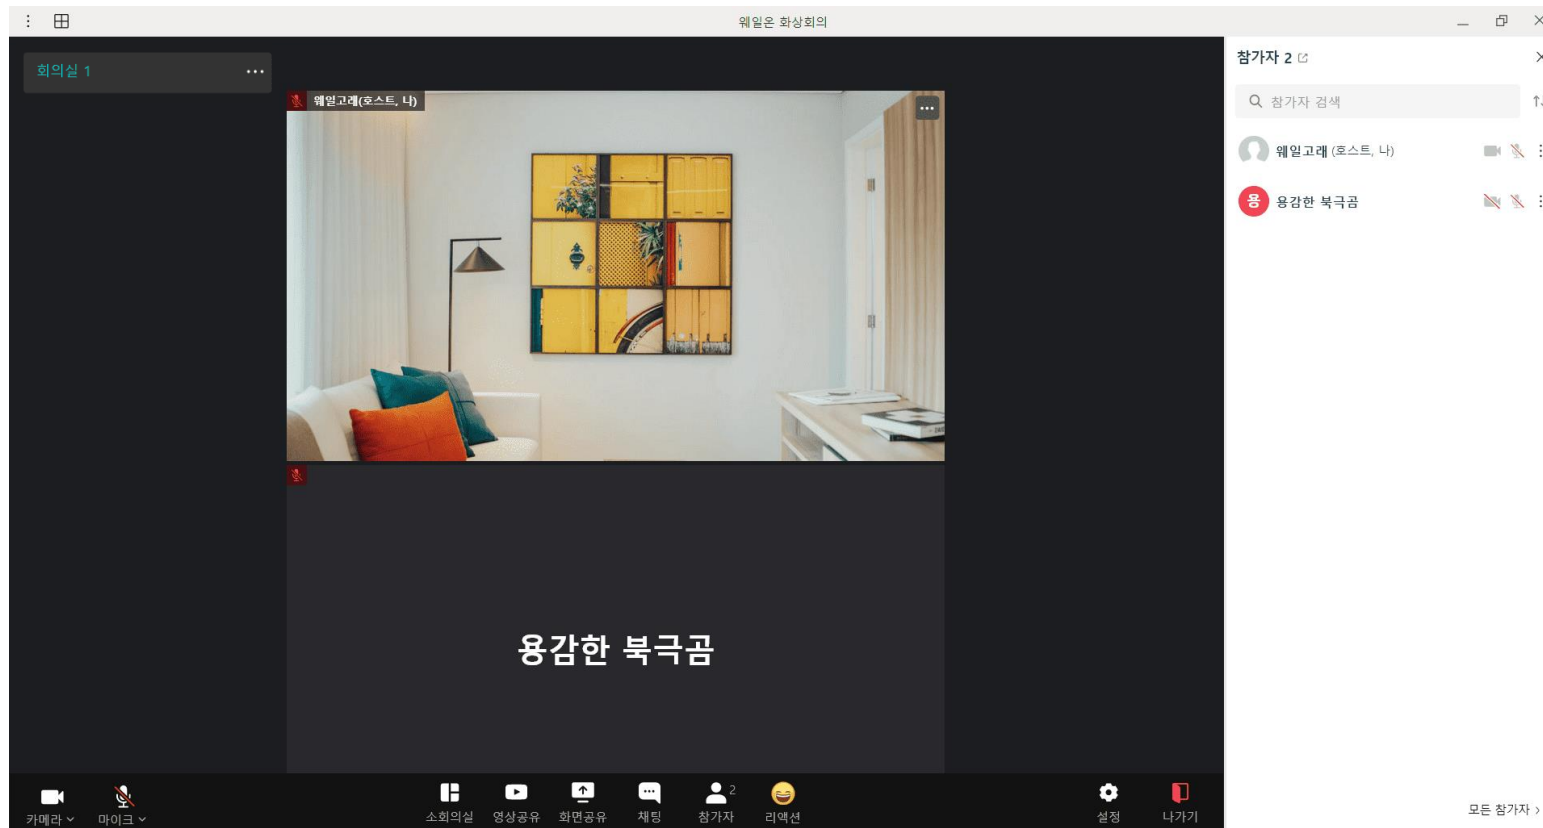 웨일온 화상회의
회의실 1
웨일고래(호스트, 나)
용감한 북극곰
참가자 2
참가자 검색
웨일고래 (호스트, 나)
용 용감한 북극곰
모든 참가자
카메라 마이크 소회의실 영상공유 화면공유 채팅 참가자 2 리액션 설정 나가기